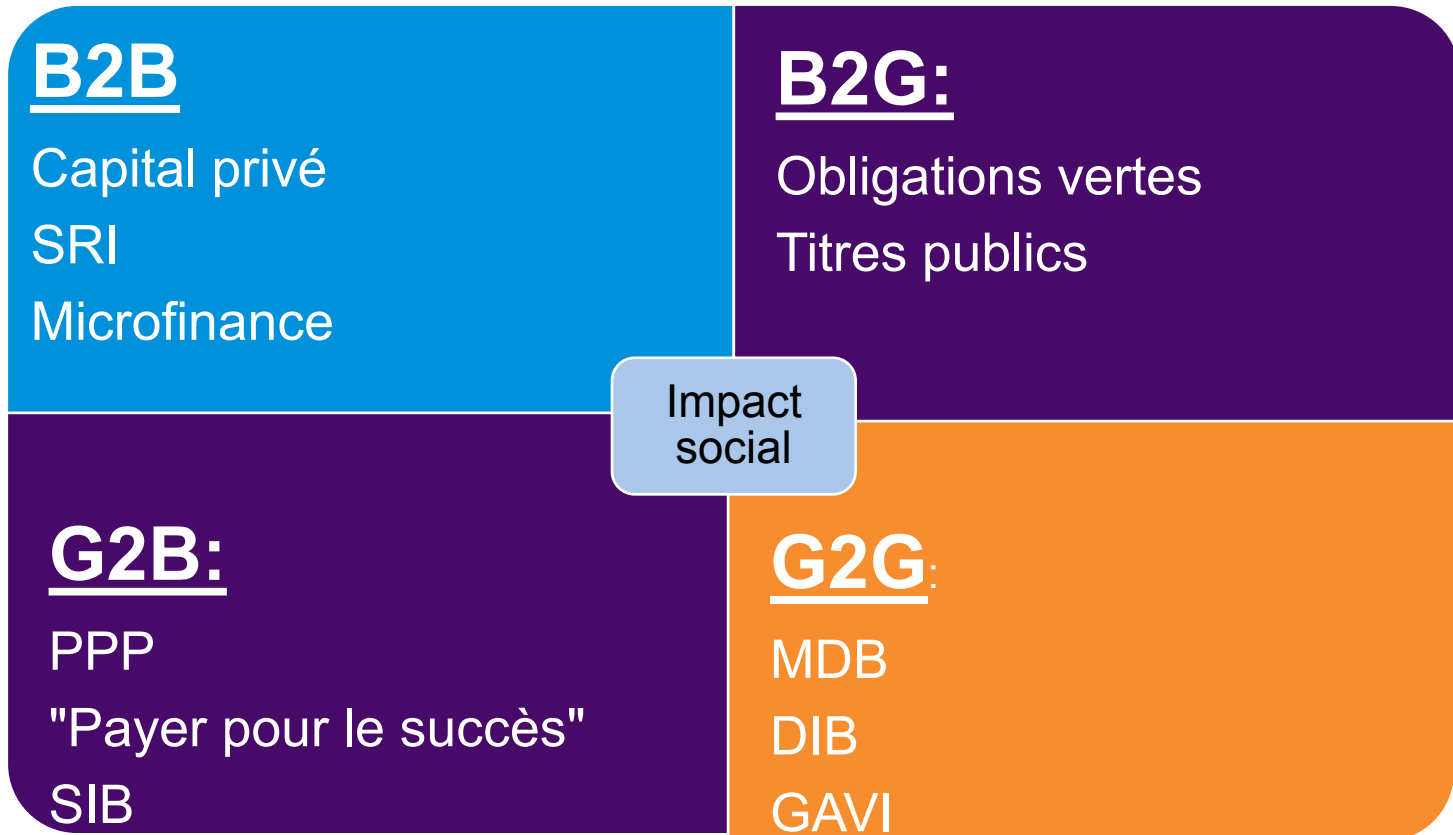 B2B
Capital privé
SRI
Microfinance
B2G:
Obligations vertes
Titres publics
Impact
social
G2B:
PPP
"Payer pour le succès"
SIB
G2G:
MDB
DIB
GAVI